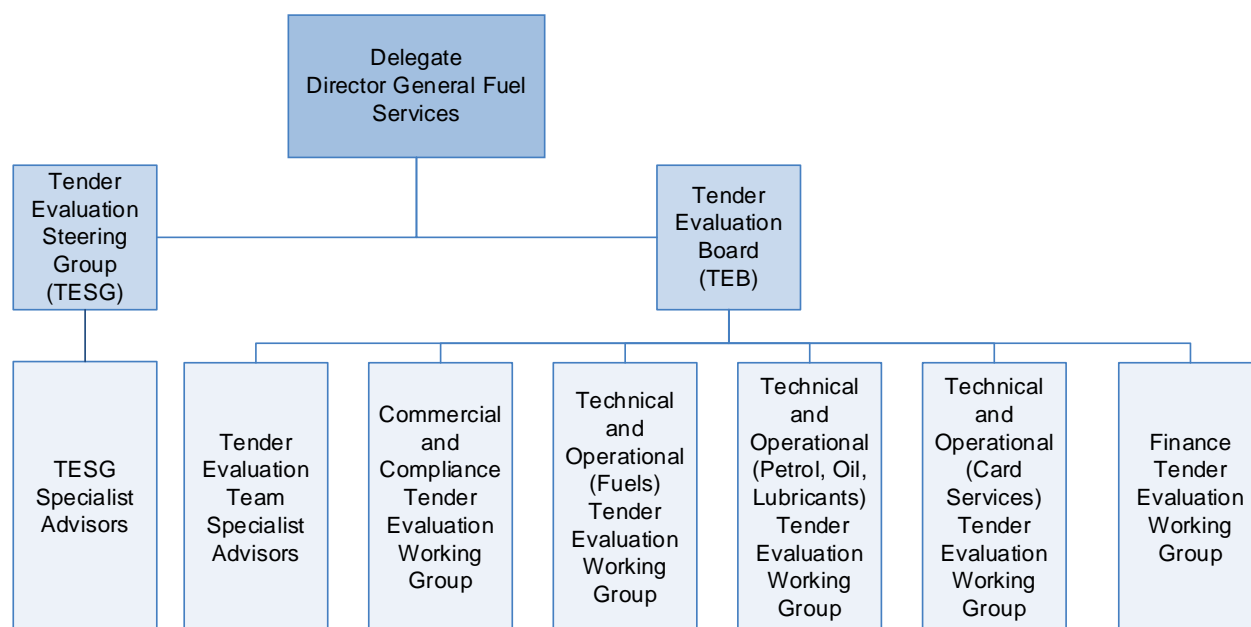 Delegate
Director General Fuel
Services
Tender
Evaluation
Steering
Group
(TESG)
Tender
Evaluation
Board
(TEB)
TESG
Specialist
Advisors
Tender
Evaluation
Team
Specialist
Advisors
Commercial
and
Compliance
Tender
Evaluation
Working
Group
Technical
and
Operational
(Fuels)
Tender
Evaluation
Working
Group
Technical
and
Operational
(Petrol, Oil,
Lubricants)
Tender
Evaluation
Working
Group
Technical
and
Operational
(Card
Services)
Tender
Evaluation
Working
Group
Finance
Tender
Evaluation
Working
Group